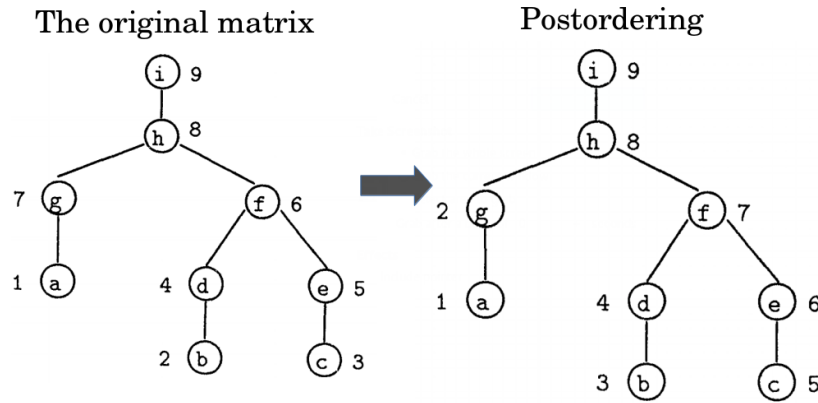 The original matrix
Postordering
i 9
h 8
7 g
f 6
1 a
4 d
e 5
2 b
c 3
i 9
h 8
2 g
f 7
1 a
4 d
e 6
3 b
c 5